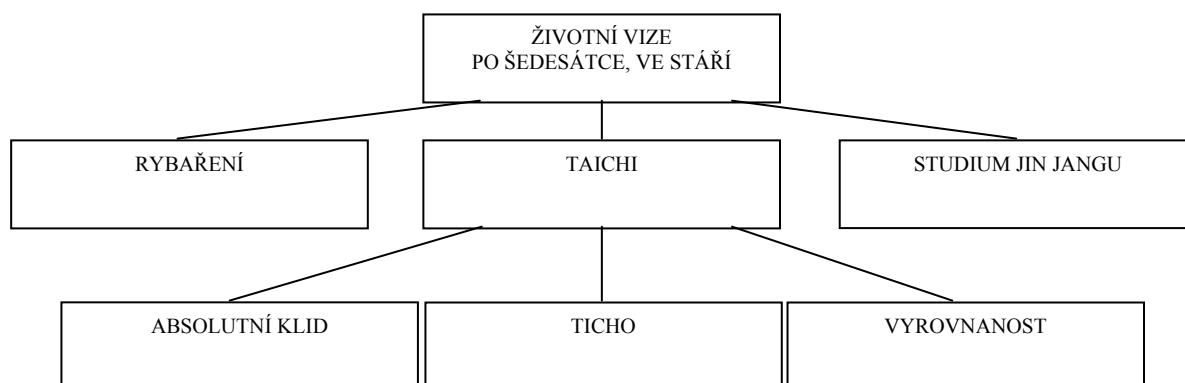 ŽIVOTNÍ VIZE
PO ŠEDESÁTCE, VE STÁŘÍ
RYBAŘENÍ
TAICHI
STUDIUM JIN JANGU
ABSOLUTNÍ KLID
TICHO
VYROVNANOST